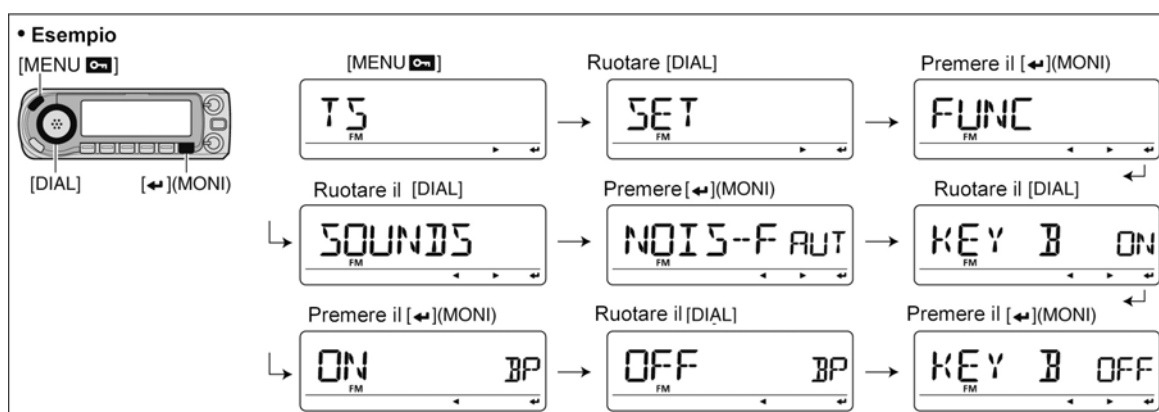 • Esempio
[MENU]
[DIAL] [↵](MONI)
[MENU]
TS
FM
Ruotare [DIAL]
SET
FM
Premere il [↵](MONI)
FUNC
FM
Ruotare il [DIAL]
SOUNDS
FM
Premere[↵](MONI)
NOIS--F AUT
FM
Ruotare il [DIAL]
KEY B ON
FM
Premere il [↵](MONI)
ON BP
FM
Ruotare il [DIAL]
OFF BP
FM
Premere il [↵](MONI)
KEY B OFF
FM